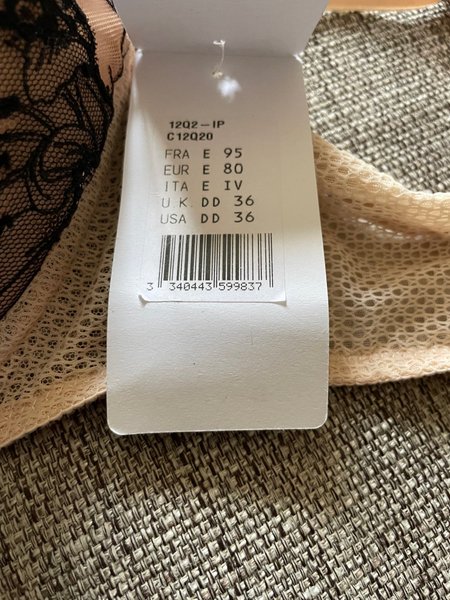 12Q2-IP
C12Q20
FRA E 95
EUR E 80
ITA E IV
U.K. DD 36
USA DD 36
3 340443 599837